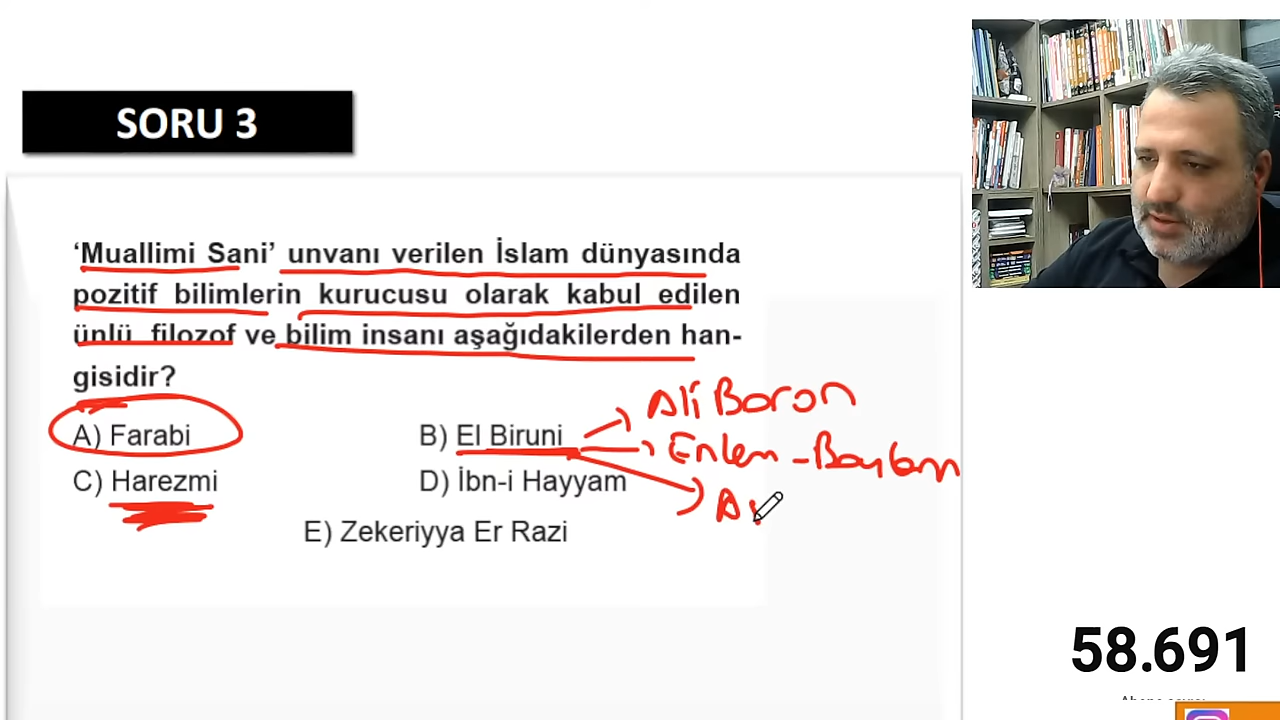 SORU 3
‘Muallimi Sani’ unvanı verilen İslam dünyasında
pozitif bilimlerin kurucusu olarak kabul edilen
ünlü filozof ve bilim insanı aşağıdakilerden han-
gisidir?
A) Farabi
B) El Biruni
Ali Boron
Enlem - Boylam
C) Harezmi
D) İbn-i Hayyam
E) Zekeriyya Er Razi
58.691